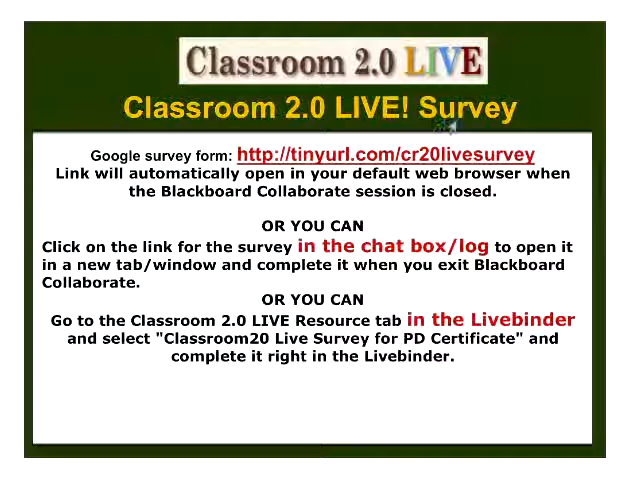 Classroom 2.0 LIVE
Classroom 2.0 LIVE! Survey
Google survey form: http://tinyurl.com/cr20livesurvey
Link will automatically open in your default web browser when
the Blackboard Collaborate session is closed.
OR YOU CAN
Click on the link for the survey in the chat box/log to open it
in a new tab/window and complete it when you exit Blackboard
Collaborate.
OR YOU CAN
Go to the Classroom 2.0 LIVE Resource tab in the Livebinder
and select "Classroom20 Live Survey for PD Certificate" and
complete it right in the Livebinder.